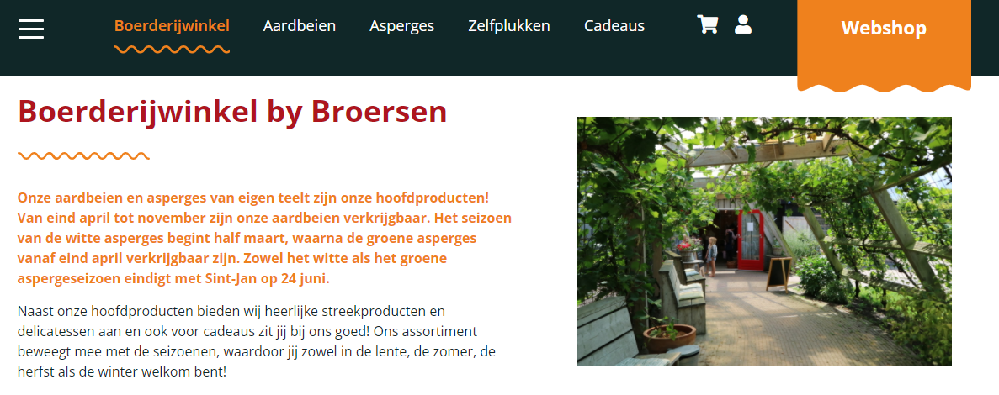 Boerderijwinkel Aardbeien Asperges Zelfplukken Cadeaus Webshop
Boerderijwinkel by Broersen
Onze aardbeien en asperges van eigen teelt zijn onze hoofdproducten!
Van eind april tot november zijn onze aardbeien verkrijgbaar. Het seizoen
van de witte asperges begint half maart, waarna de groene asperges
vanaf eind april verkrijgbaar zijn. Zowel het witte als het groene
aspergeseizoen eindigt met Sint-Jan op 24 juni.
Naast onze hoofdproducten bieden wij heerlijke streekproducten en
delicatessen aan en ook voor cadeaus zit jij bij ons goed! Ons assortiment
beweegt mee met de seizoenen, waardoor jij zowel in de lente, de zomer, de
herfst als de winter welkom bent!